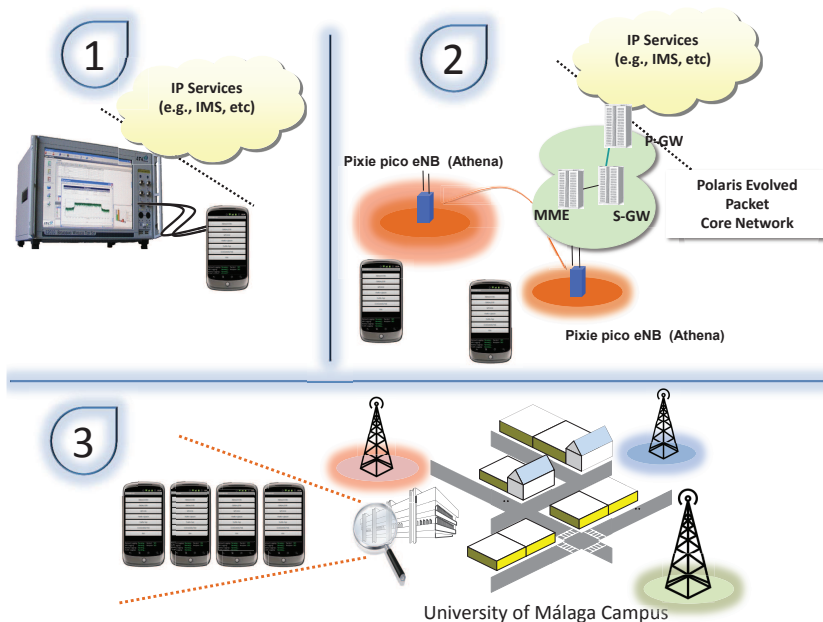 1
IP Services
(e.g., IMS, etc)
2
IP Services
(e.g., IMS, etc)
Pixie pico eNB (Athena)
P-GW
MME
S-GW
Polaris Evolved
Packet
Core Network
Pixie pico eNB (Athena)
3
University of Málaga Campus